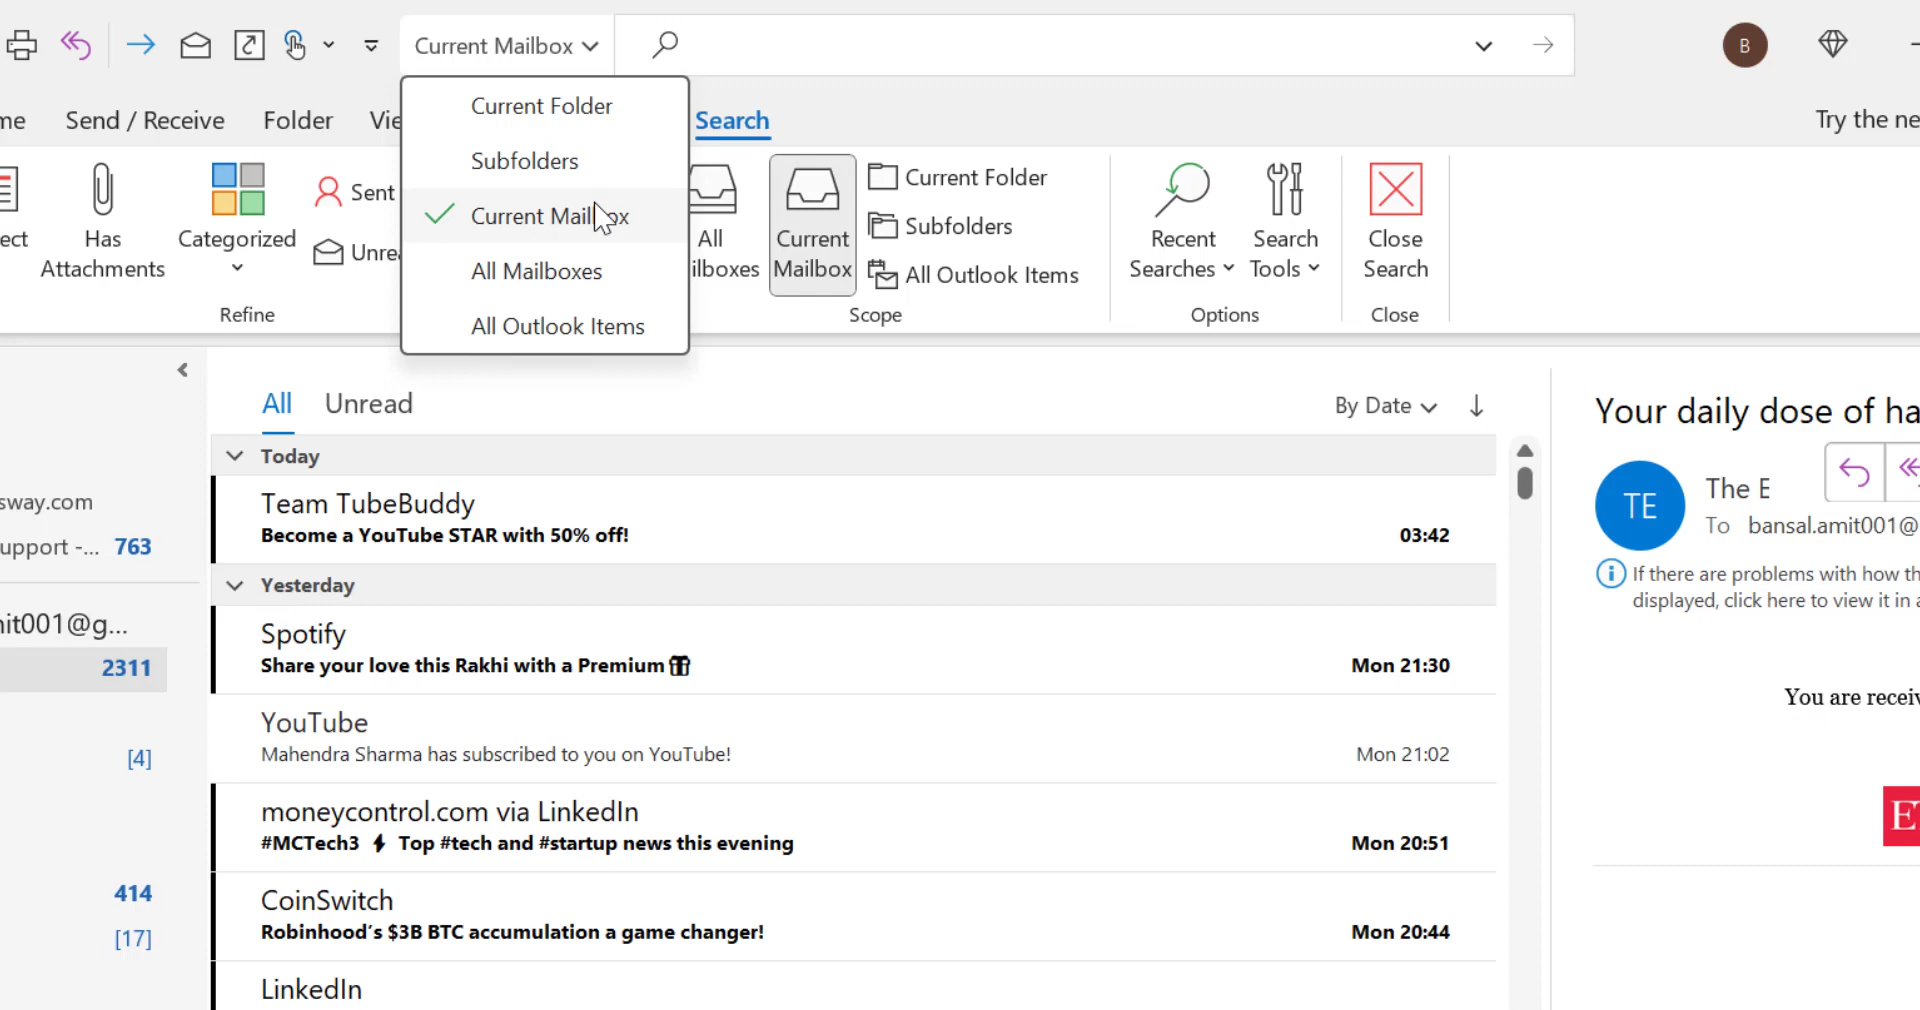 Current Mailbox
B
me
Send / Receive
Folder
Vie
Search
Try the ne
Current Folder
Subfolders
Current Mailbox
All Mailboxes
All Outlook Items
ect
Has
Attachments
Categorized
Sent
Unrea
Refine
All
ilboxes
Current
Mailbox
Current Folder
Subfolders
All Outlook Items
Scope
Recent
Searches
Search
Tools
Options
Close
Search
Close
sway.com
upport -... 763
nit001@g...
2311
[4]
414
[17]
All Unread
By Date
Today
Team TubeBuddy
Become a YouTube STAR with 50% off! 03:42
Yesterday
Spotify
Share your love this Rakhi with a Premium Mon 21:30
YouTube
Mahendra Sharma has subscribed to you on YouTube! Mon 21:02
moneycontrol.com via LinkedIn
#MCTech3 Top #tech and #startup news this evening Mon 20:51
CoinSwitch
Robinhood's $3B BTC accumulation a game changer! Mon 20:44
LinkedIn
Your daily dose of ha
TE
The E
To bansal.amit001@
If there are problems with how th
displayed, click here to view it in a
You are receiv
E